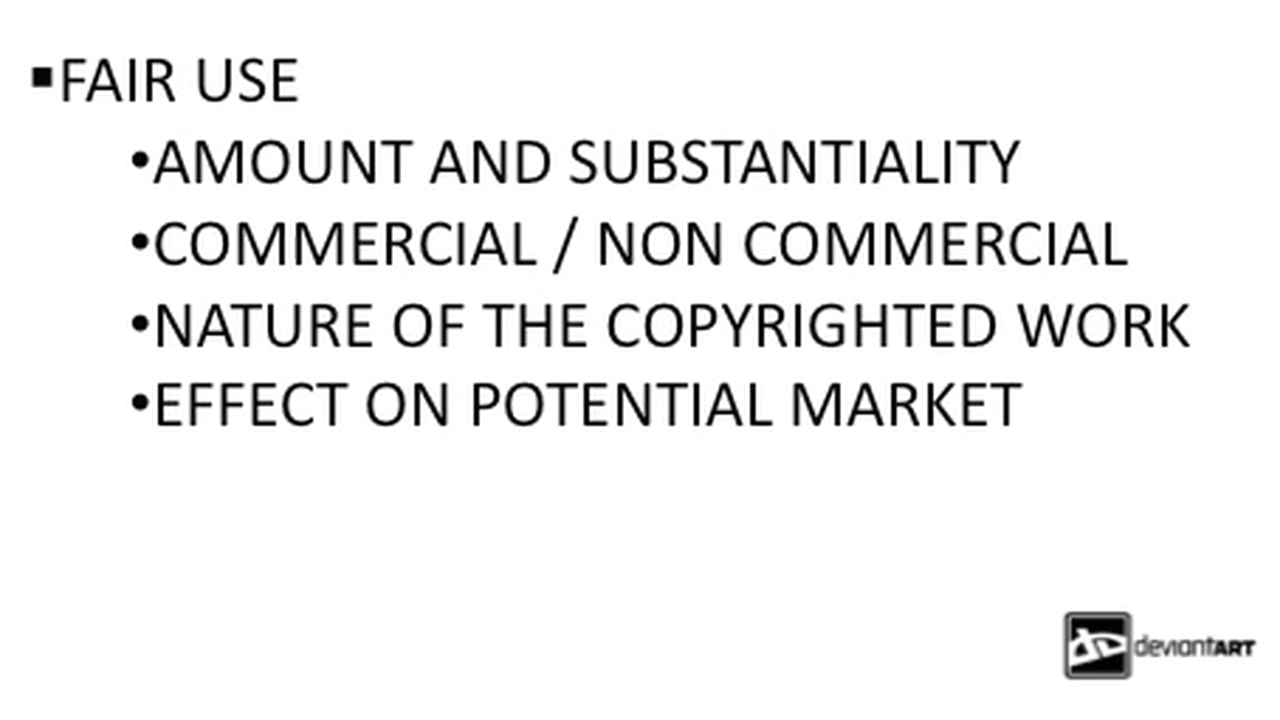 ▪FAIR USE
•AMOUNT AND SUBSTANTIALITY
•COMMERCIAL / NON COMMERCIAL
•NATURE OF THE COPYRIGHTED WORK
•EFFECT ON POTENTIAL MARKET
deviantART